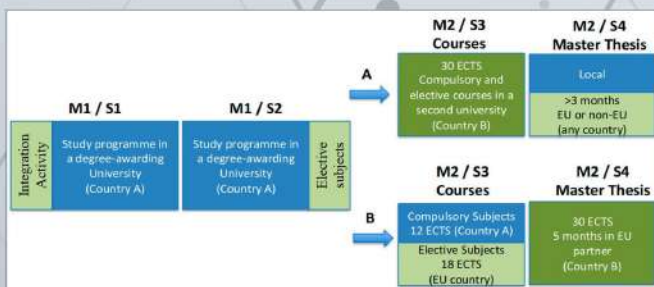 M2 / S3
Courses
M2 / S4
Master Thesis
A
30 ECTS
Compulsory and
elective courses in a
second university
(Country B)
Local
>3 months
EU or non-EU
(any country)
M1 / S1
M1 / S2
Integration
Activity
Study programme in
a degree-awarding
University
(Country A)
Study programme in
a degree-awarding
University
(Country A)
Elective
subjects
B
M2 / S3
Courses
M2 / S4
Master Thesis
Compulsory Subjects
12 ECTS (Country A)
Elective Subjects
18 ECTS
(EU country)
30 ECTS
5 months in EU
partner
(Country B)